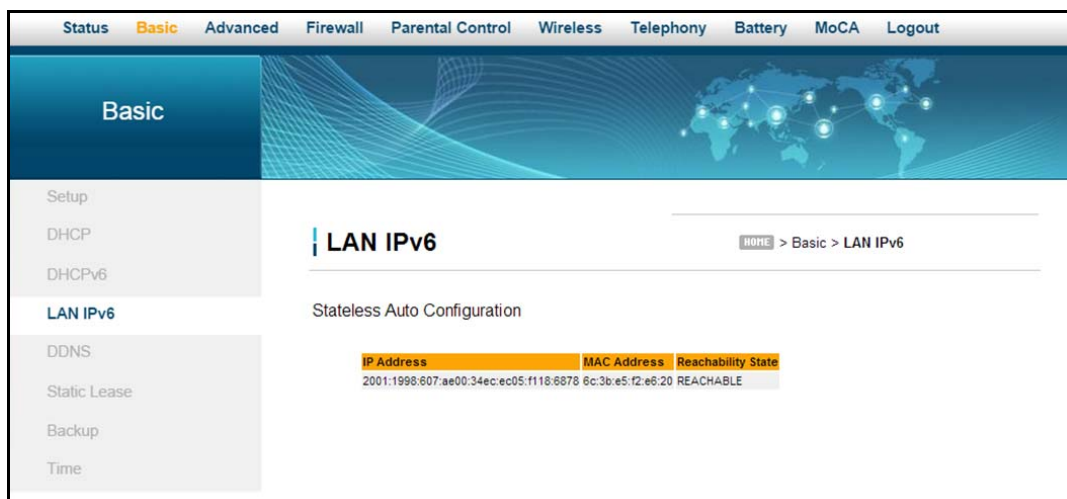 Status Basic Advanced Firewall Parental Control Wireless Telephony Battery MoCA Logout
Basic
Setup
DHCP
DHCPv6
LAN IPv6
DDNS
Static Lease
Backup
Time
LAN IPv6
HOME > Basic > LAN IPv6
Stateless Auto Configuration
IP Address MAC Address Reachability State
2001:1998:607:ae00:34ec:ec05:f118:6878 6c:3b:e5:f2:e6:20 REACHABLE